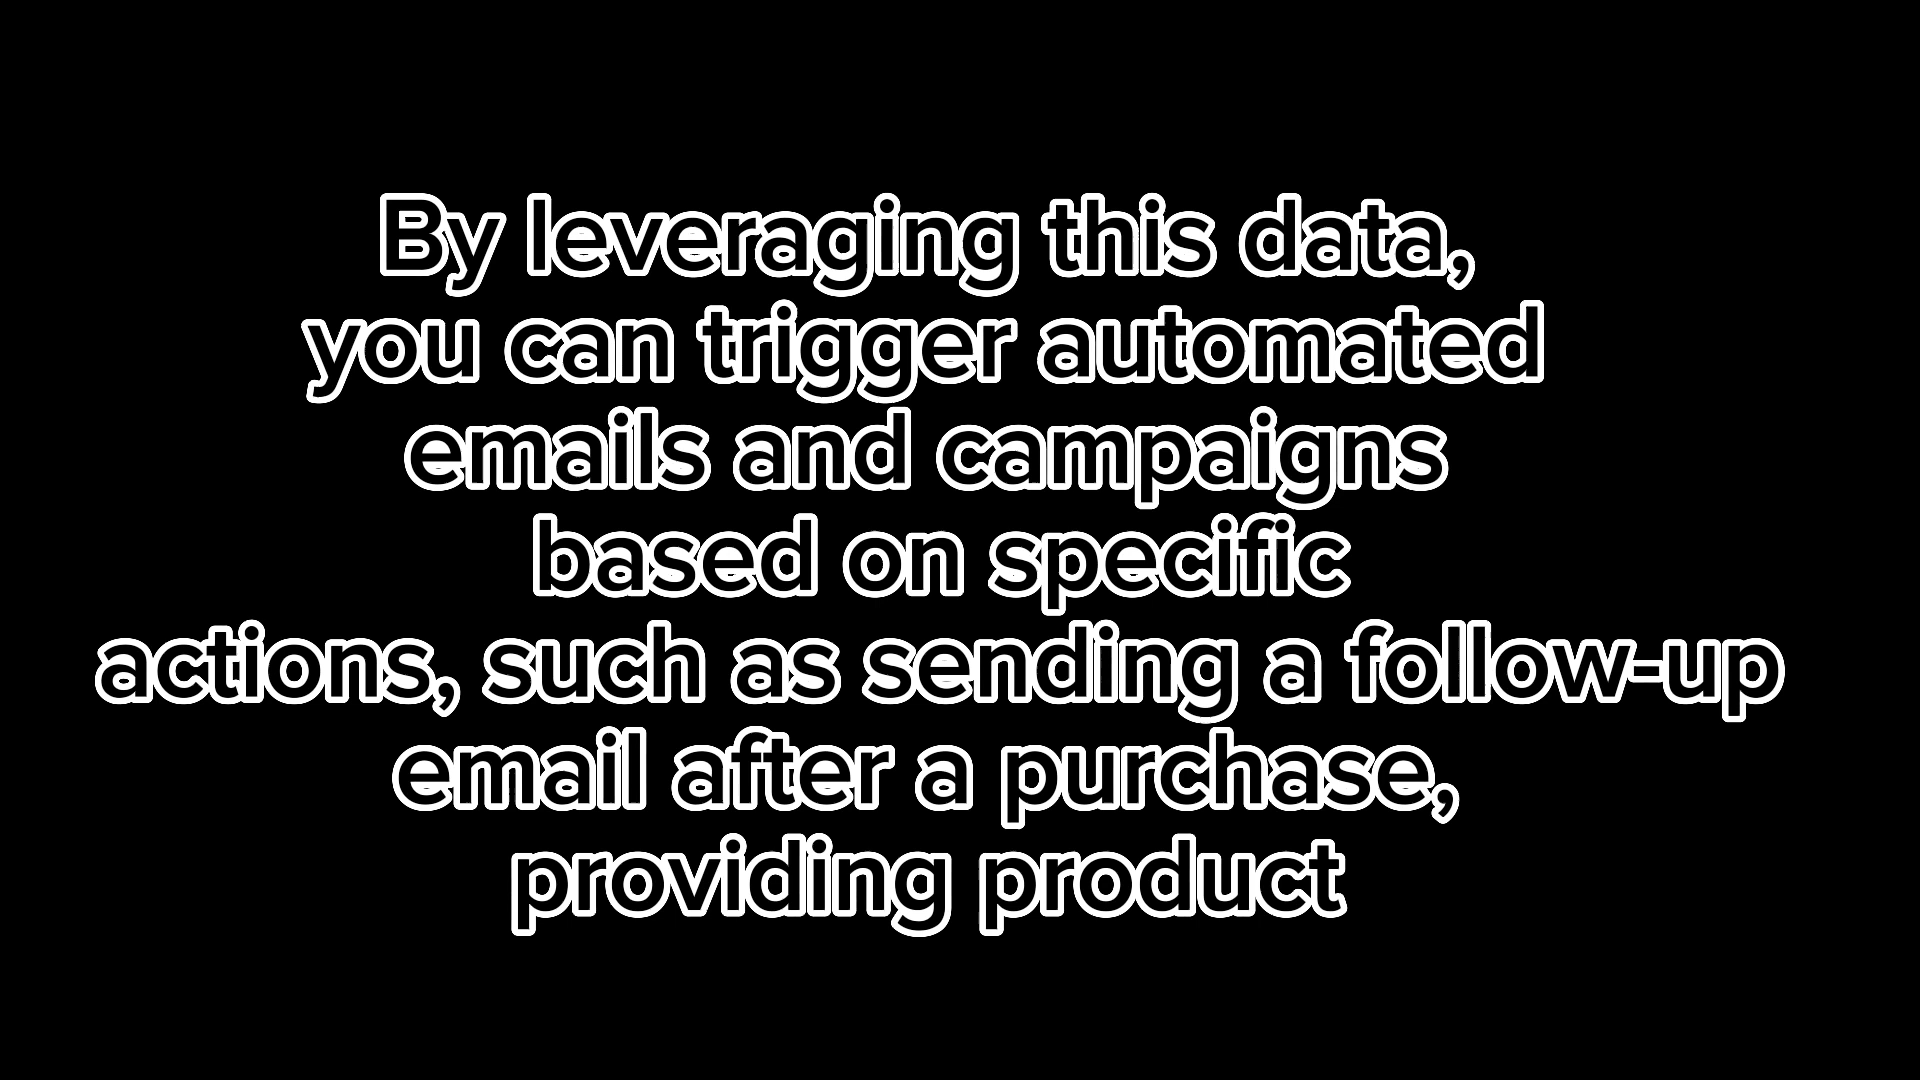 By leveraging this data,
you can trigger automated
emails and campaigns
based on specific
actions, such as sending a follow-up
email after a purchase,
providing product